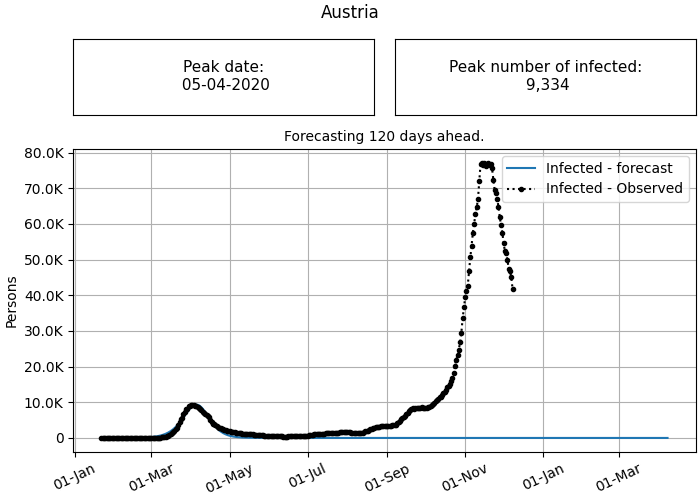 Austria
Peak date:
05-04-2020
Peak number of infected:
9,334
Forecasting 120 days ahead.
80.0K
70.0K
60.0K
50.0K
40.0K
30.0K
20.0K
10.0K
0
Persons
Infected - forecast
Infected - Observed
01-Jan
01-Mar
01-May
01-Jul
01-Sep
01-Nov
01-Jan
01-Mar